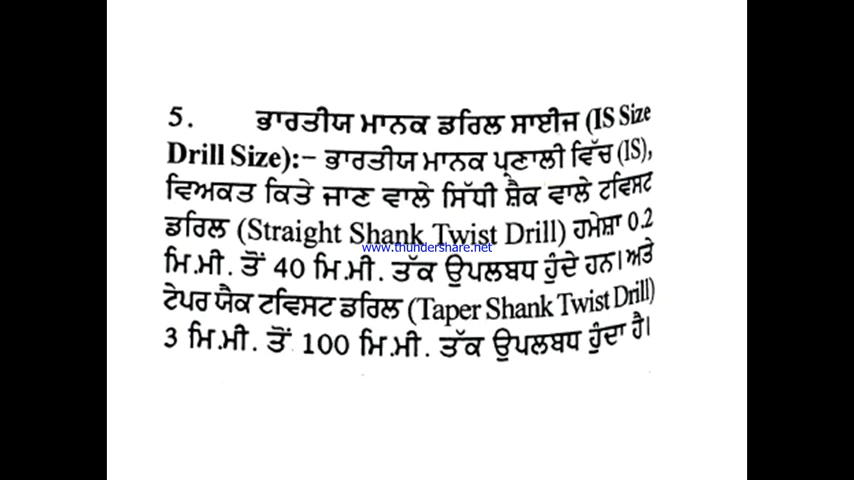 5. ਭਾਰਤੀਯ ਮਾਨਕ ਡਰਿਲ ਸਾਈਜ (IS Size
Drill Size):- ਭਾਰਤੀਯ ਮਾਨਕ ਪ੍ਰਣਾਲੀ ਵਿੱਚ (IS),
ਵਿਅਕਤ ਕਿਤੇ ਜਾਣ ਵਾਲੇ ਸਿੱਧੀ ਸ਼ੈਕ ਵਾਲੇ ਟਵਿਸਟ
ਡਰਿਲ (Straight Shank Twist Drill) ਹਮੇਸ਼ਾ 0.2
www.thundershare.net
ਮਿ.ਮੀ. ਤੋਂ 40 ਮਿ.ਮੀ. ਤੱਕ ਉਪਲਬਧ ਹੁੰਦੇ ਹਨ। ਅਤੇ
ਟੇਪਰ ਯੈਕ ਟਵਿਸਟ ਡਰਿਲ (Taper Shank Twist Drill)
3 ਮਿ.ਮੀ. ਤੋਂ 100 ਮਿ.ਮੀ. ਤੱਕ ਉਪਲਬਧ ਹੁੰਦਾ ਹੈ।